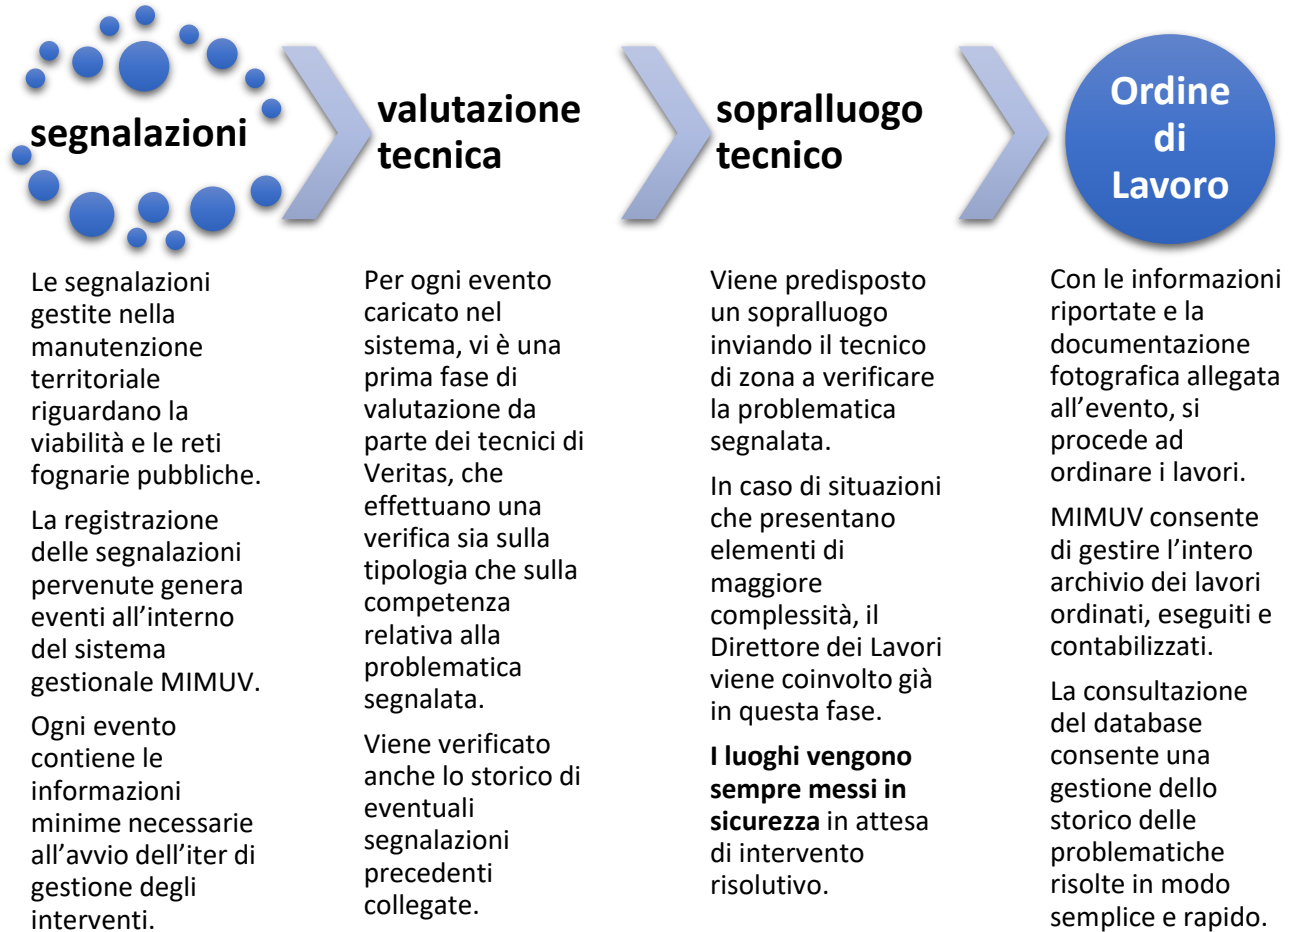 segnalazioni
valutazione
tecnica
sopralluogo
tecnico
Ordine
di
Lavoro
Le segnalazioni
gestite nella
manutenzione
territoriale
riguardano la
viabilità e le reti
fognarie pubbliche.
La registrazione
delle segnalazioni
pervenute genera
eventi all’interno
del sistema
gestionale MIMUV.
Ogni evento
contiene le
informazioni
minime necessarie
all’avvio dell’iter di
gestione degli
interventi.
Per ogni evento
caricato nel
sistema, vi è una
prima fase di
valutazione da
parte dei tecnici di
Veritas, che
effettuano una
verifica sia sulla
tipologia che sulla
competenza
relativa alla
problematica
segnalata.
Viene verificato
anche lo storico di
eventuali
segnalazioni
precedenti
collegate.
Viene predisposto
un sopralluogo
inviando il tecnico
di zona a verificare
la problematica
segnalata.
In caso di situazioni
che presentano
elementi di
maggiore
complessità, il
Direttore dei Lavori
viene coinvolto già
in questa fase.
I luoghi vengono
sempre messi in
sicurezza in attesa
di intervento
risolutivo.
Con le informazioni
riportate e la
documentazione
fotografica allegata
all’evento, si
procede ad
ordinare i lavori.
MIMUV consente
di gestire l’intero
archivio dei lavori
ordinati, eseguiti e
contabilizzati.
La consultazione
del database
consente una
gestione dello
storico delle
problematiche
risolte in modo
semplice e rapido.